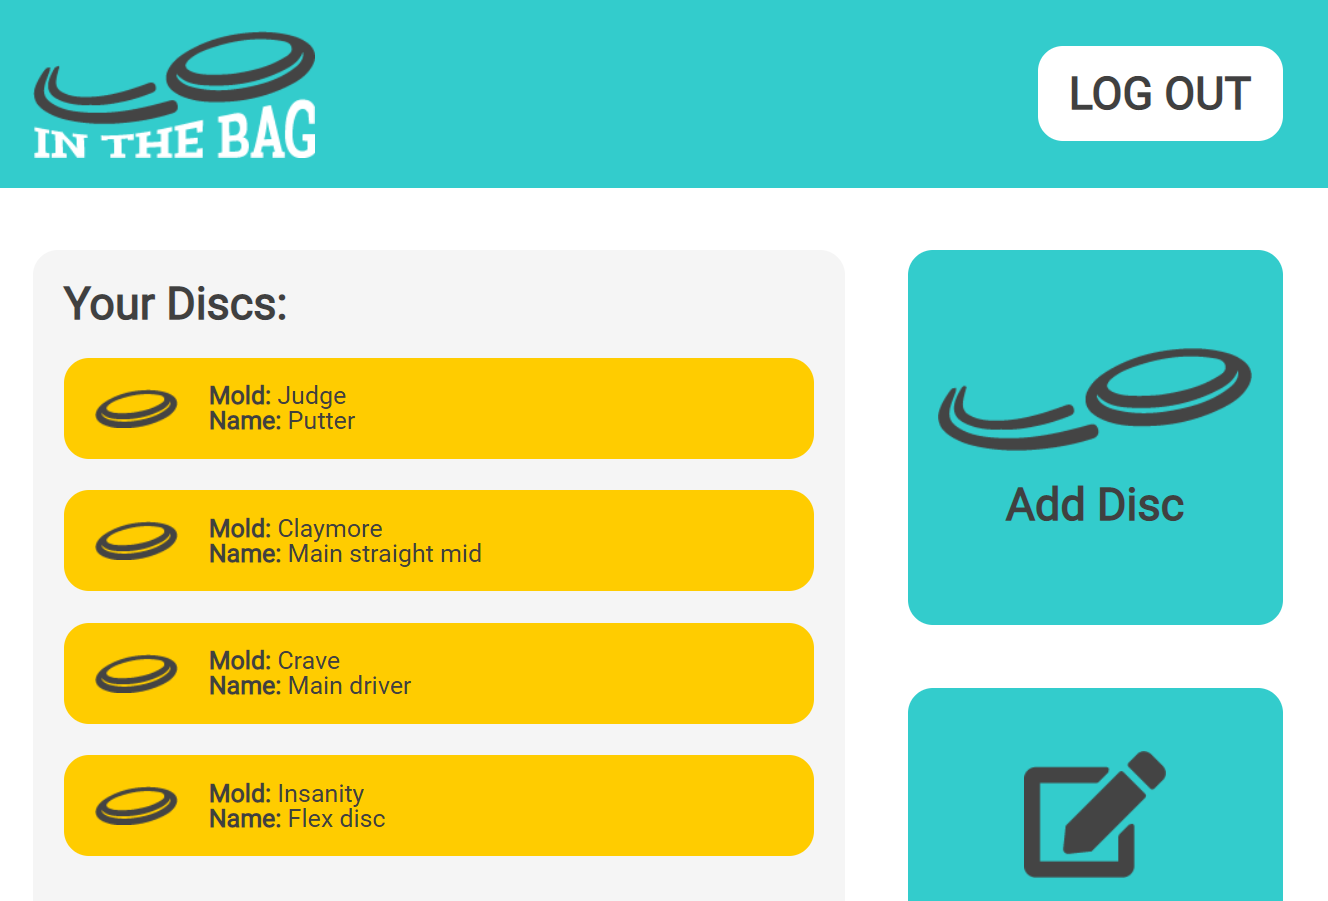 IN THE BAG
LOG OUT
Your Discs:
Mold: Judge
Name: Putter
Mold: Claymore
Name: Main straight mid
Mold: Crave
Name: Main driver
Mold: Insanity
Name: Flex disc
Add Disc